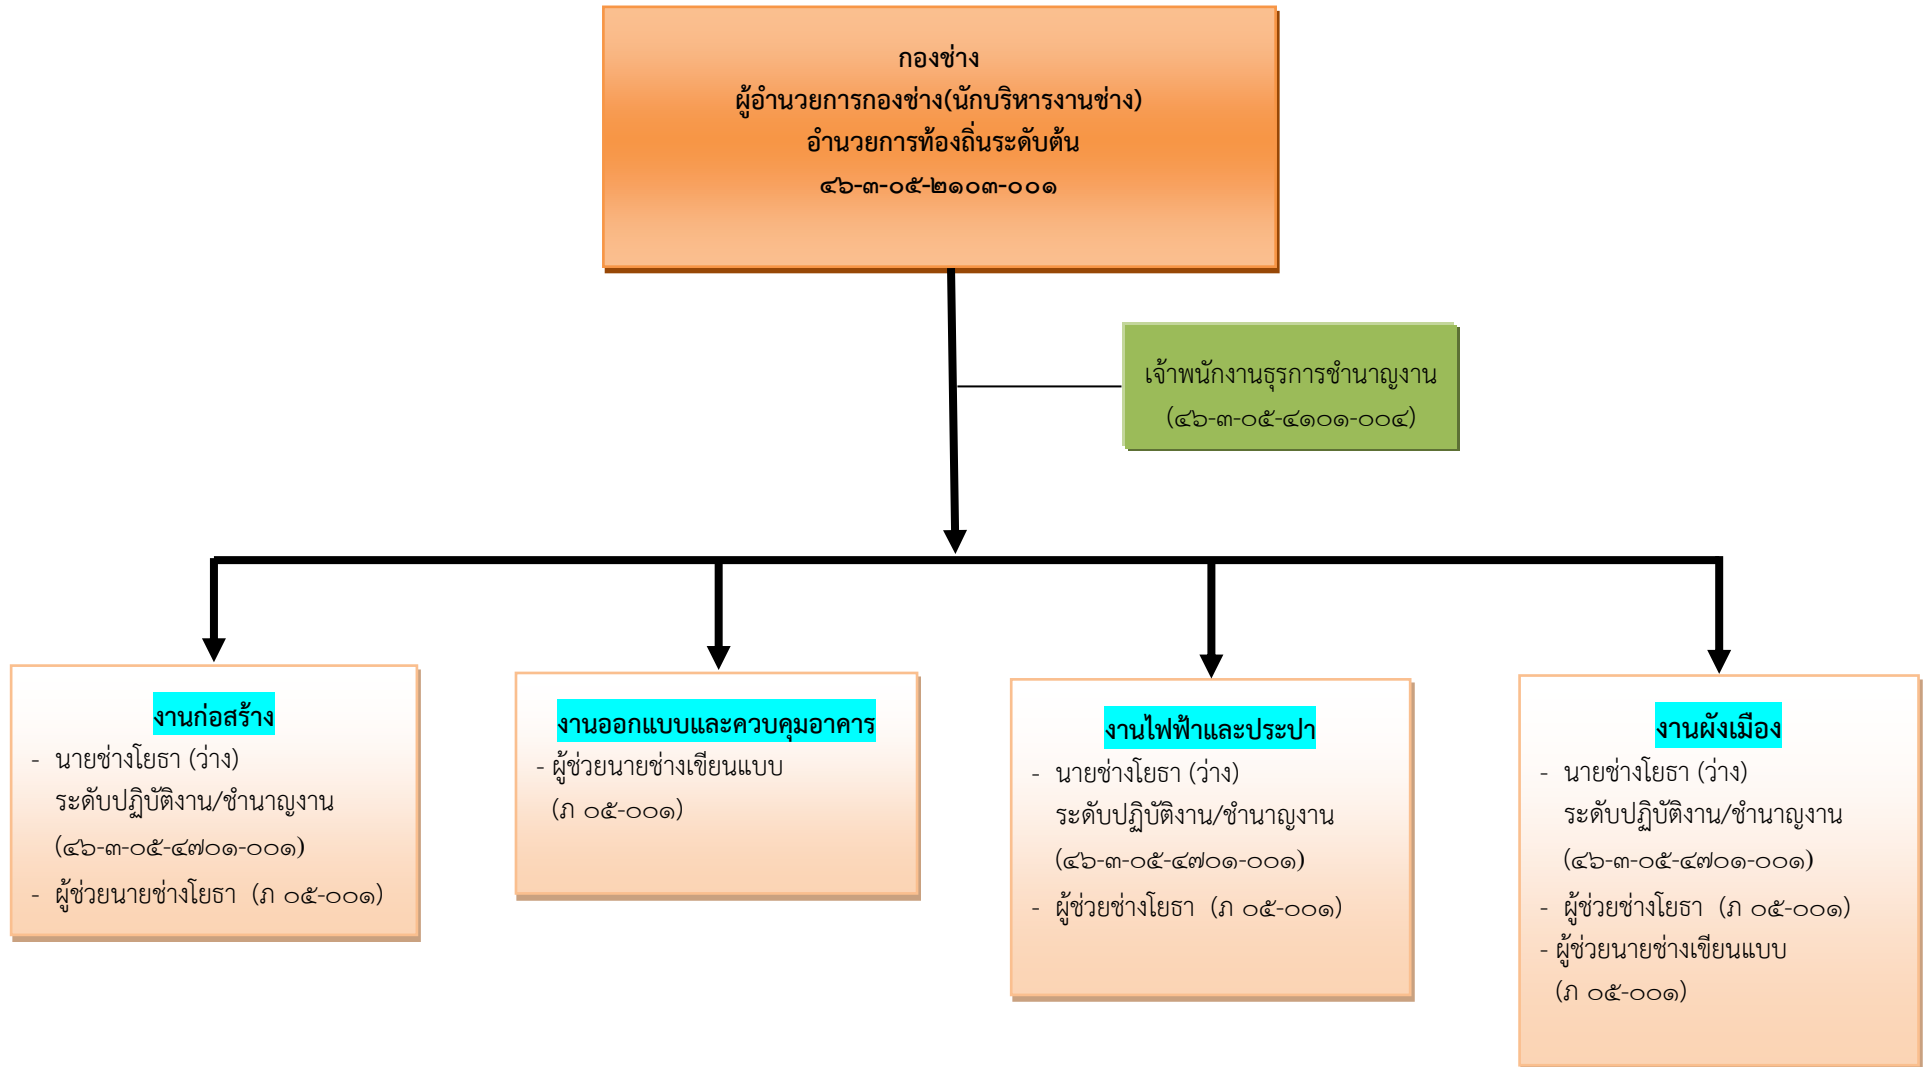 กองช่าง
ผู้อำนวยการกองช่าง(นักบริหารงานช่าง)
อำนวยการท้องถิ่นระดับต้น
๔๖-๓-๐๕-๒๑๐๓-๐๐๑
เจ้าพนักงานธุรการชำนาญงาน
(๔๖-๓-๐๕-๔๑๐๑-๐๐๔)
งานก่อสร้าง
- นายช่างโยธา (ว่าง)
ระดับปฏิบัติงาน/ชำนาญงาน
(๔๖-๓-๐๕-๔๗๐๑-๐๐๑)
- ผู้ช่วยนายช่างโยธา (ภ ๐๕-๐๐๑)
งานออกแบบและควบคุมอาคาร
- ผู้ช่วยนายช่างเขียนแบบ
(ภ ๐๕-๐๐๑)
งานไฟฟ้าและประปา
- นายช่างโยธา (ว่าง)
ระดับปฏิบัติงาน/ชำนาญงาน
(๔๖-๓-๐๕-๔๗๐๑-๐๐๑)
- ผู้ช่วยช่างโยธา (ภ ๐๕-๐๐๑)
งานผังเมือง
- นายช่างโยธา (ว่าง)
ระดับปฏิบัติงาน/ชำนาญงาน
(๔๖-๓-๐๕-๔๗๐๑-๐๐๑)
- ผู้ช่วยช่างโยธา (ภ ๐๕-๐๐๑)
- ผู้ช่วยนายช่างเขียนแบบ
(ภ ๐๕-๐๐๑)